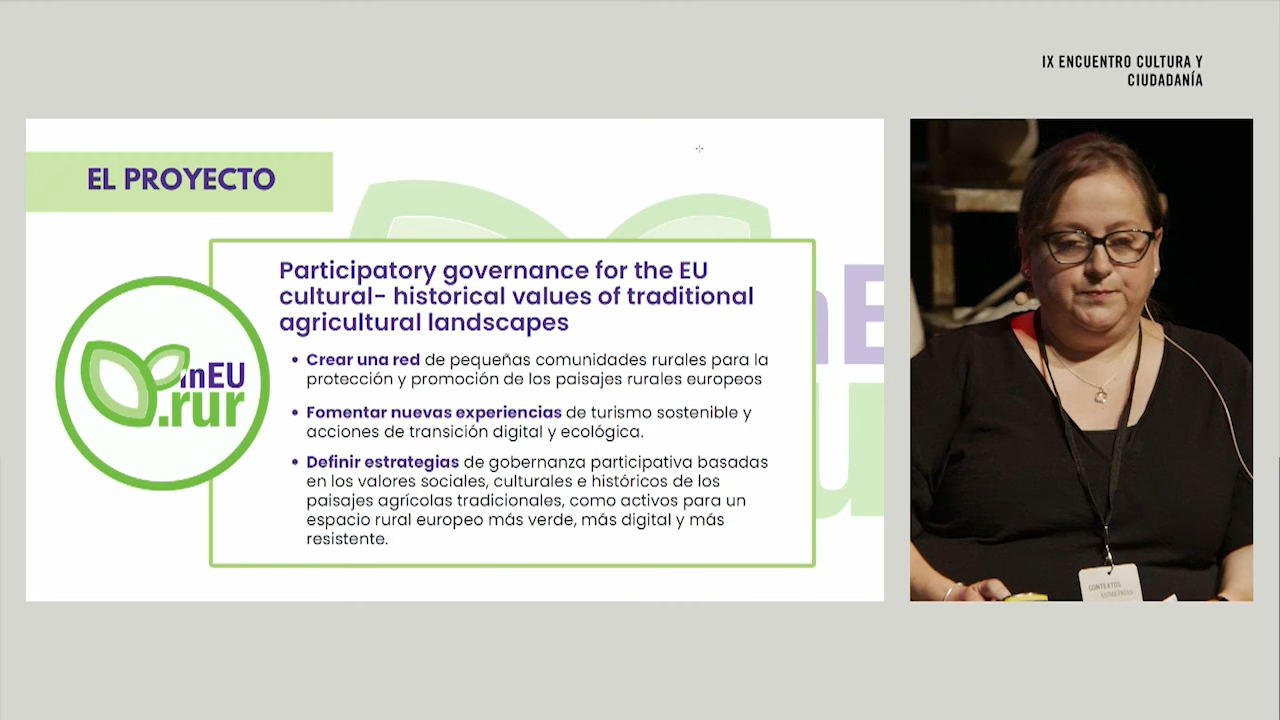 IX ENCUENTRO CULTURA Y
CIUDADANÍA
EL PROYECTO
Participatory governance for the EU
cultural- historical values of traditional
agricultural landscapes
• Crear una red de pequeñas comunidades rurales para la
protección y promoción de los paisajes rurales europeos
• Fomentar nuevas experiencias de turismo sostenible y
acciones de transición digital y ecológica.
• Definir estrategias de gobernanza participativa basadas
en los valores sociales, culturales e históricos de los
paisajes agrícolas tradicionales, como activos para un
espacio rural europeo más verde, más digital y más
resistente.
inEU
.rur
CONTEXTOS